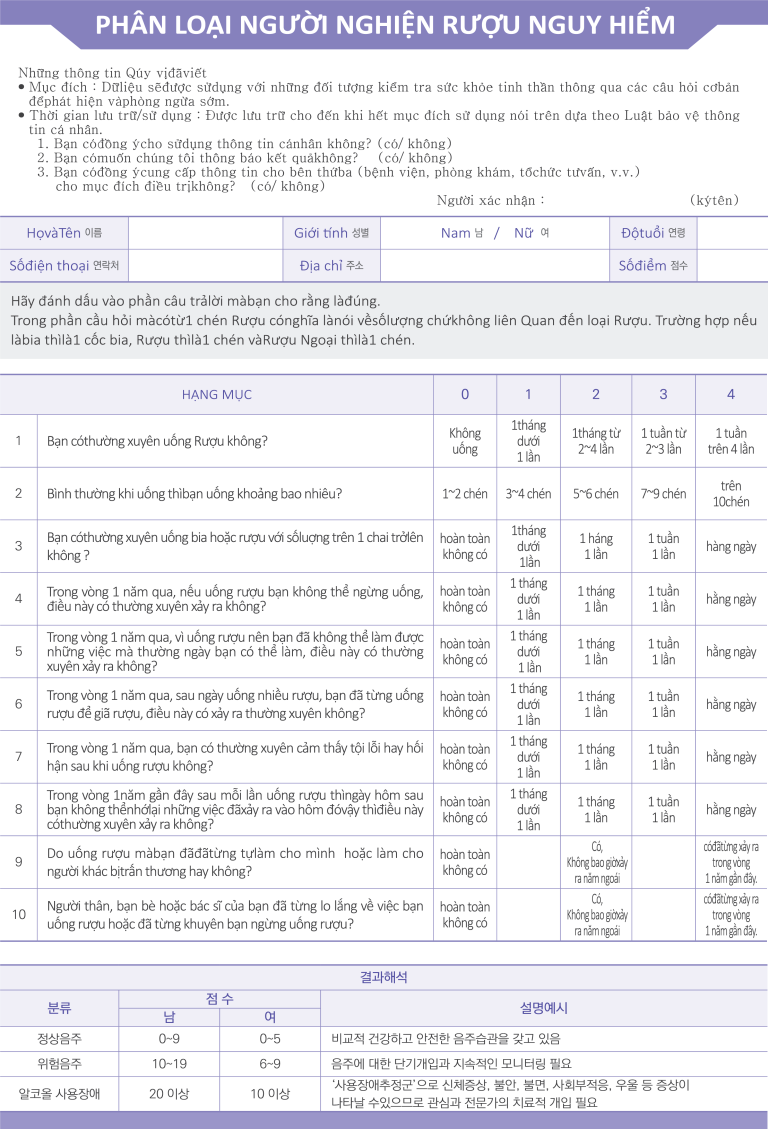 PHÂN LOẠI NGƯỜI NGHIỆN RƯỢU NGUY HIỂM
Những thông tin Qúy vịđãviết
• Mục đích : Dữliệu sẽđược sửdụng với những đối tượng kiểm tra sức khỏe tinh thần thông qua các câu hỏi cơbản
đểphát hiện vàphòng ngừa sớm.
• Thời gian lưu trữ/sử dụng : Được lưu trữ cho đến khi hết mục đích sử dụng nói trên dựa theo Luật bảo vệ thông
tin cá nhân.
1. Bạn cóđồng ýcho sửdụng thông tin cánhân không? (có/ không)
2. Bạn cómuốn chúng tôi thông báo kết quảkhông? (có/ không)
3. Bạn cóđồng ýcung cấp thông tin cho bên thứba (bệnh viện, phòng khám, tổchức tưvấn, v.v.)
cho mục đích điều trịkhông? (có/ không)
Người xác nhận : (kýtên)
HọvàTên 이름 Giới tính 성별 Nam 남 / Nữ 여 Độtuổi 연령
Sốđiện thoại 연락처 Địa chỉ 주소 Sốđiểm 점수
Hãy đánh dấu vào phần câu trảlời màbạn cho rằng làđúng.
Trong phần cầu hỏi màcótừ1 chén Rượu cónghĩa lànói vềsốlượng chứkhông liên Quan đến loại Rượu. Trường hợp nếu
làbia thìlà1 cốc bia, Rượu thìlà1 chén vàRượu Ngoại thìlà1 chén.
HẠNG MỤC 0 1 2 3 4
1 Bạn cóthường xuyên uống Rượu không?
Không
uống
1tháng
dưới
1 lần
1tháng từ
2~4 lần
1 tuần từ
2~3 lần
1 tuần
trên 4 lần
2 Bình thường khi uống thìbạn uống khoảng bao nhiêu? 1~2 chén 3~4 chén 5~6 chén 7~9 chén
trên
10chén
3 Bạn cóthường xuyên uống bia hoặc rượu với sốluợng trên 1 chai trởlên
không ?
hoàn toàn
không có
1tháng
dưới
1lần
1 háng
1 lần
1 tuần
1 lần
hàng ngày
4 Trong vòng 1 năm qua, nếu uống rượu bạn không thể ngừng uống,
điều này có thường xuyên xảy ra không?
hoàn toàn
không có
1 tháng
dưới
1 lần
1 tháng
1 lần
1 tuần
1 lần
hằng ngày
5 Trong vòng 1 năm qua, vì uống rượu nên bạn đã không thể làm được
những việc mà thường ngày bạn có thể làm, điều này có thường
xuyên xảy ra không?
hoàn toàn
không có
1 tháng
dưới
1 lần
1 tháng
1 lần
1 tuần
1 lần
hằng ngày
6 Trong vòng 1 năm qua, sau ngày uống nhiều rượu, bạn đã từng uống
rượu để giã rượu, điều này có xảy ra thường xuyên không?
hoàn toàn
không có
1 tháng
dưới
1 lần
1 tháng
1 lần
1 tuần
1 lần
hằng ngày
7 Trong vòng 1 năm qua, bạn có thường xuyên cảm thấy tội lỗi hay hối
hận sau khi uống rượu không?
hoàn toàn
không có
1 tháng
dưới
1 lần
1 tháng
1 lần
1 tuần
1 lần
hằng ngày
8 Trong vòng 1năm gần đây sau mỗi lần uống rượu thìngày hôm sau
bạn không thểnhớlại những việc đãxảy ra vào hôm đóvậy thìđiều này
cóthường xuyên xảy ra không?
hoàn toàn
không có
1 tháng
dưới
1 lần
1 tháng
1 lần
1 tuần
1 lần
hằng ngày
9 Do uống rượu màbạn đãđãtừng tựlàm cho mình hoặc làm cho
người khác bịtrấn thương hay không?
hoàn toàn
không có
Có,
Không bao giờxảy
ra năm ngoái
cóđãtừng xảy ra
trong vòng
1 năm gần đây.
10 Người thân, bạn bè hoặc bác sĩ của bạn đã từng lo lắng về việc bạn
uống rượu hoặc đã từng khuyên bạn ngừng uống rượu?
hoàn toàn
không có
Có,
Không bao giờxảy
ra năm ngoái
cóđãtừng xảy ra
trong vòng
1 năm gần đây.
결과해석
분류 점 수 설명예시
남 여
정상음주 0~9 0~5 비교적 건강하고 안전한 음주습관을 갖고 있음
위험음주 10~19 6~9 음주에 대한 단기개입과 지속적인 모니터링 필요
알코올 사용장애 20 이상 10 이상 ‘사용장애추정군’으로 신체증상, 불안, 불면, 사회부적응, 우울 등 증상이
나타날 수있으므로 관심과 전문가의 치료적 개입 필요